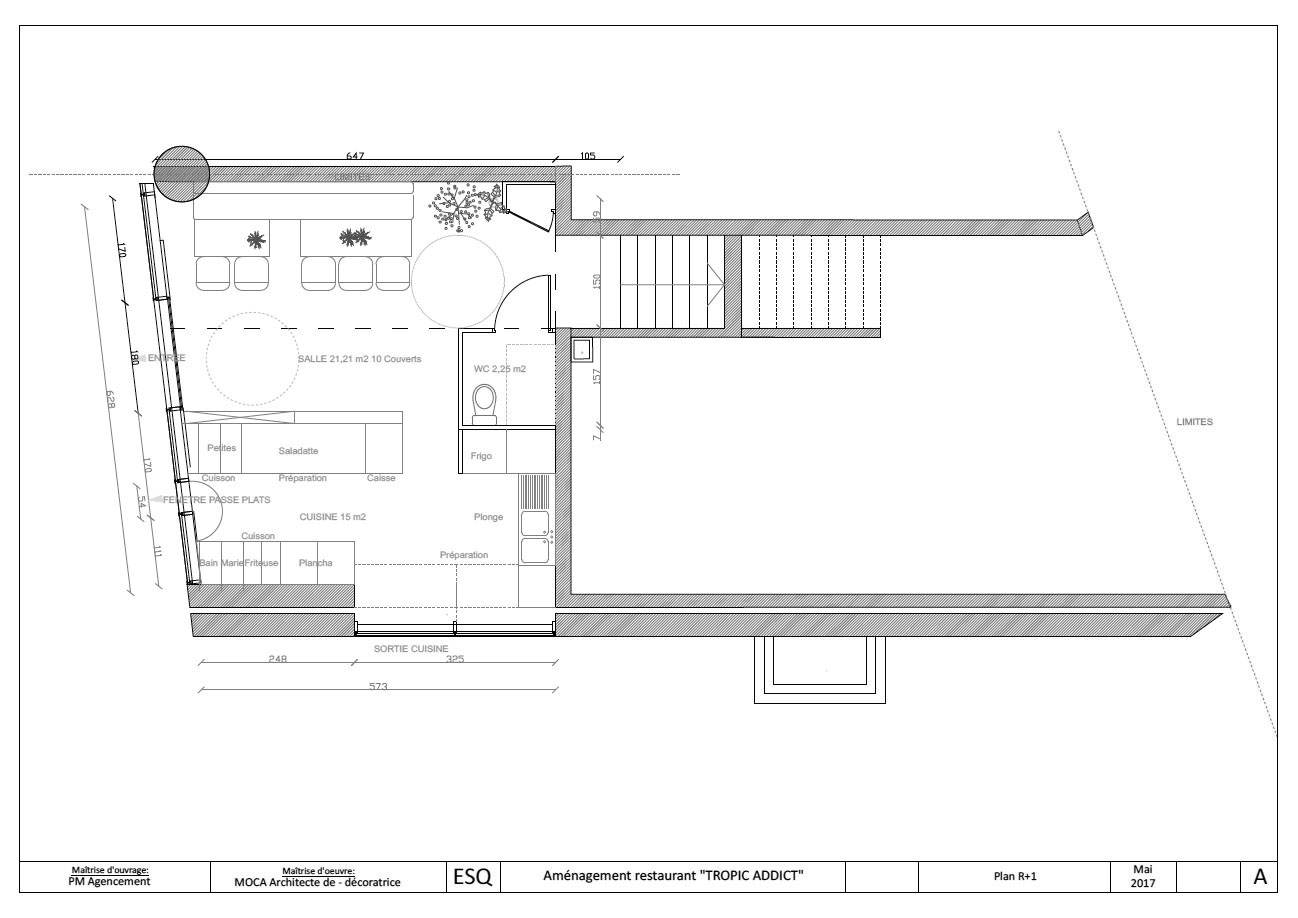 647
105
LIMITES
59
170
150
ENTREE
180
SALLE 21,21 m2 10 Couverts
WC 2,25 m2
157
628
7
LIMITES
Petites
Saladatte
Frigo
170
Cuisson
Préparation
Caisse
54
FENETRE PASSE PLATS
CUISINE 15 m2
Plonge
Cuisson
111
Préparation
Bain Marie
Friteuse
Plancha
SORTIE CUISINE
248
325
573
Maîtrise d'ouvrage:
PM Agencement
Maîtrise d'oeuvre:
MOCA Architecte de - dècoratrice
ESQ
Aménagement restaurant "TROPIC ADDICT"
Plan R+1
Mai
2017
A